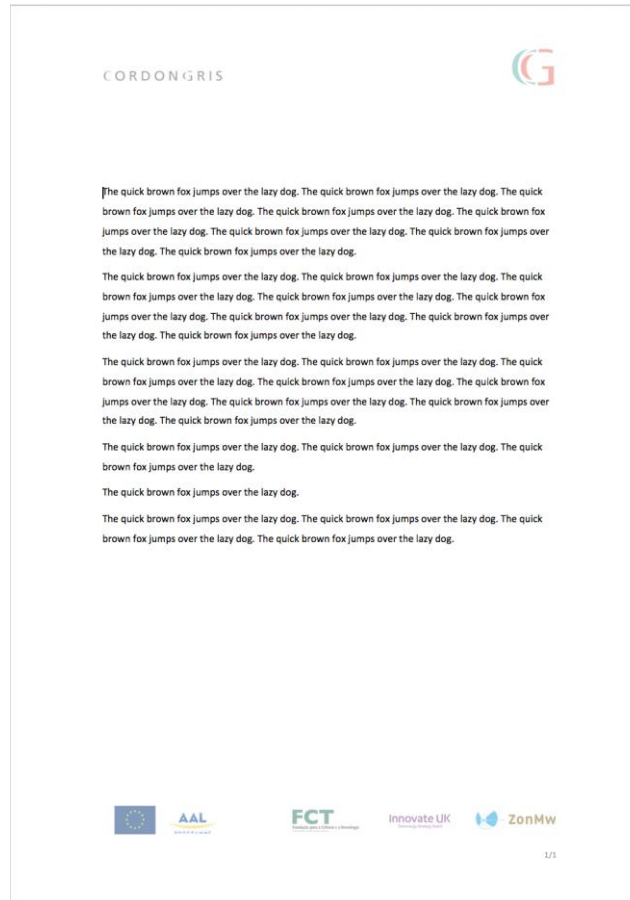 CORDONGRIS
The quick brown fox jumps over the lazy dog. The quick brown fox jumps over the lazy dog. The quick
brown fox jumps over the lazy dog. The quick brown fox jumps over the lazy dog. The quick brown fox
jumps over the lazy dog. The quick brown fox jumps over the lazy dog. The quick brown fox jumps over
the lazy dog. The quick brown fox jumps over the lazy dog.
The quick brown fox jumps over the lazy dog. The quick brown fox jumps over the lazy dog. The quick
brown fox jumps over the lazy dog. The quick brown fox jumps over the lazy dog. The quick brown fox
jumps over the lazy dog. The quick brown fox jumps over the lazy dog. The quick brown fox jumps over
the lazy dog. The quick brown fox jumps over the lazy dog.
The quick brown fox jumps over the lazy dog. The quick brown fox jumps over the lazy dog. The quick
brown fox jumps over the lazy dog. The quick brown fox jumps over the lazy dog. The quick brown fox
jumps over the lazy dog. The quick brown fox jumps over the lazy dog. The quick brown fox jumps over
the lazy dog. The quick brown fox jumps over the lazy dog.
The quick brown fox jumps over the lazy dog. The quick brown fox jumps over the lazy dog. The quick
brown fox jumps over the lazy dog.
The quick brown fox jumps over the lazy dog.
The quick brown fox jumps over the lazy dog. The quick brown fox jumps over the lazy dog. The quick
brown fox jumps over the lazy dog. The quick brown fox jumps over the lazy dog.
AAL
PROGRAMME
FCT
Fundação para a Ciência e a Tecnologia
Innovate UK
Technology Strategy Board
ZonMw
1/1